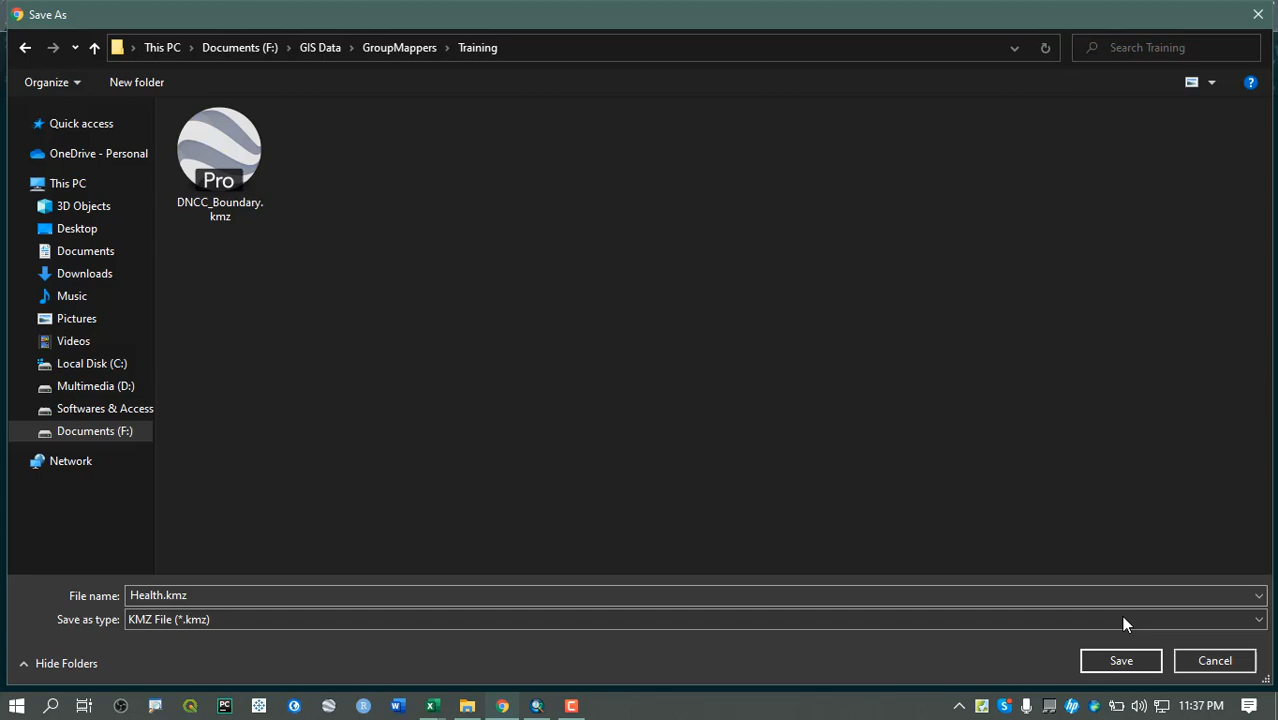 Save As
This PC > Documents (F:) > GIS Data > GroupMappers > Training
Search Training
Organize
New folder
Quick access
OneDrive - Personal
This PC
3D Objects
Desktop
Documents
Downloads
Music
Pictures
Videos
Local Disk (C:)
Multimedia (D:)
Softwares & Access
Documents (F:)
Network
Pro
DNCC_Boundary.
kmz
File name: Health.kmz
Save as type: KMZ File (*.kmz)
Hide Folders
Save
Cancel
PC
R
W
X
C
S
hp
11:37 PM